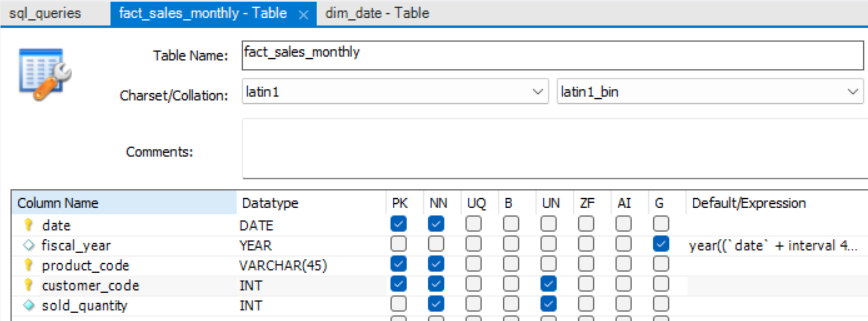 sql_queries fact_sales_monthly - Table × dim_date - Table
Table Name: fact_sales_monthly
Charset/Collation: latin1 latin1_bin
Comments:
Column Name Datatype PK NN UQ B UN ZF AI G Default/Expression
date DATE
fiscal_year YEAR year((`date` + interval 4...
product_code VARCHAR(45)
customer_code INT
sold_quantity INT